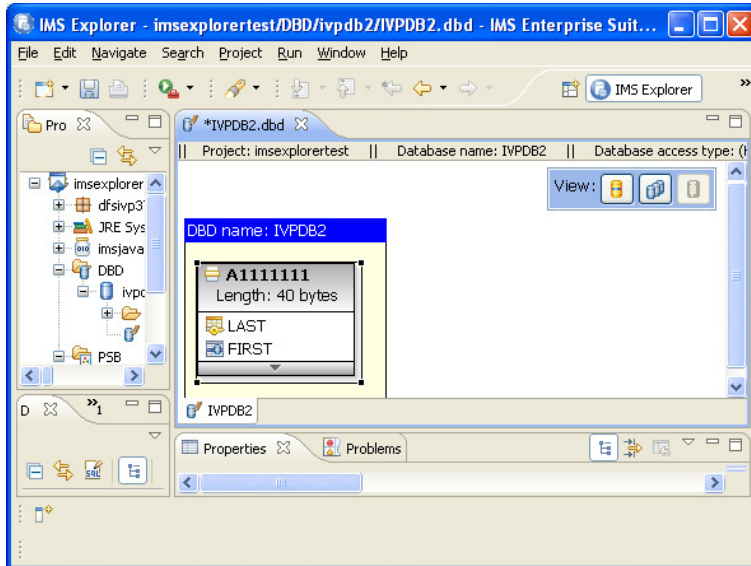 IMS Explorer - imsexplorertest/DBD/ivpdb2/IVPDB2.dbd - IMS Enterprise Suit...
File Edit Navigate Search Project Run Window Help
IMS Explorer »
Pro
*IVPDB2.dbd
|| Project: imsexplorertest || Database name: IVPDB2 || Database access type: (H
View:
imsexplorer
dfsivp3
JRE Sys
imsjava
DBD
ivpd
PSB
DBD name: IVPDB2
A1111111
Length: 40 bytes
LAST
FIRST
IVPDB2
D »1
SQL
Properties Problems